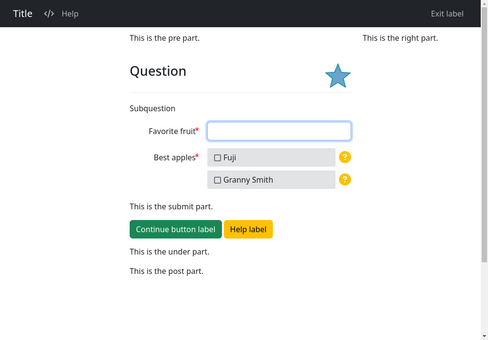 Title </> Help Exit label
This is the pre part. This is the right part.
Question
Subquestion
Favorite fruit*
Best apples* Fuji ?
Granny Smith ?
This is the submit part.
Continue button label Help label
This is the under part.
This is the post part.